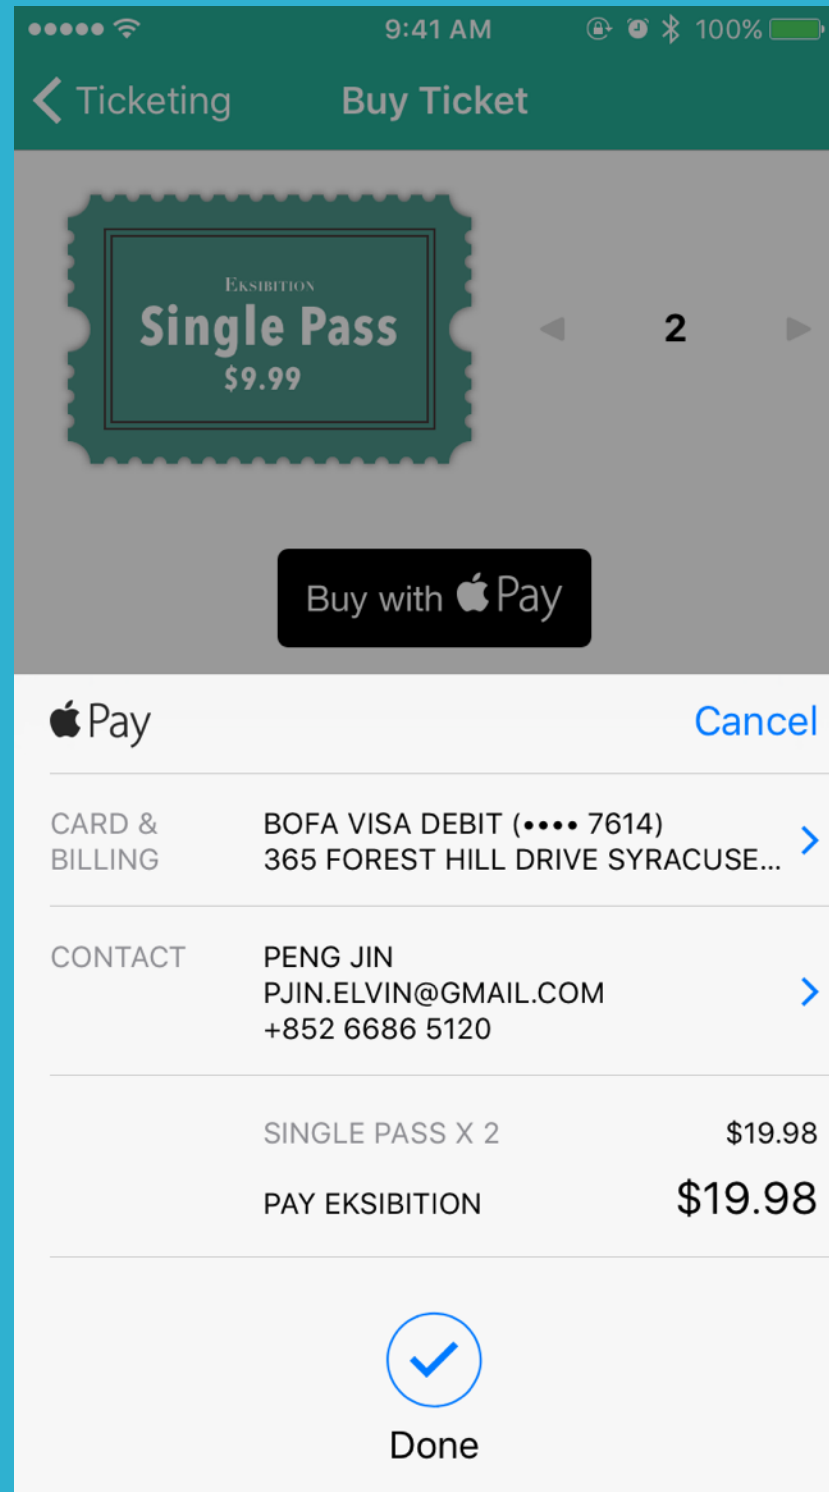 9:41 AM 100%
Ticketing Buy Ticket
EKSIBITION
Single Pass
$9.99
2
Buy with Pay
Pay Cancel
CARD & BILLING
BOFA VISA DEBIT (•••• 7614)
365 FOREST HILL DRIVE SYRACUSE...
CONTACT
PENG JIN
PJIN.ELVIN@GMAIL.COM
+852 6686 5120
SINGLE PASS X 2 $19.98
PAY EKSIBITION $19.98
Done